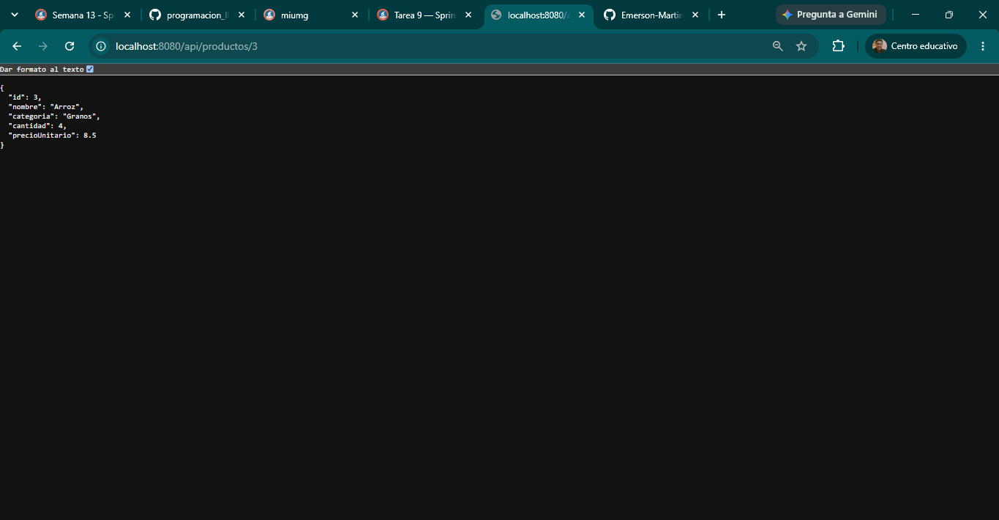 Semana 13 - Sp
programacion_II
miumg
Tarea 9 — Sprin
localhost:8080/a
Emerson-Martin
Pregunta a Gemini
localhost:8080/api/productos/3
Centro educativo
Dar formato al texto
{
"id": 3,
"nombre": "Arroz",
"categoria": "Granos",
"cantidad": 4,
"precioUnitario": 8.5
}